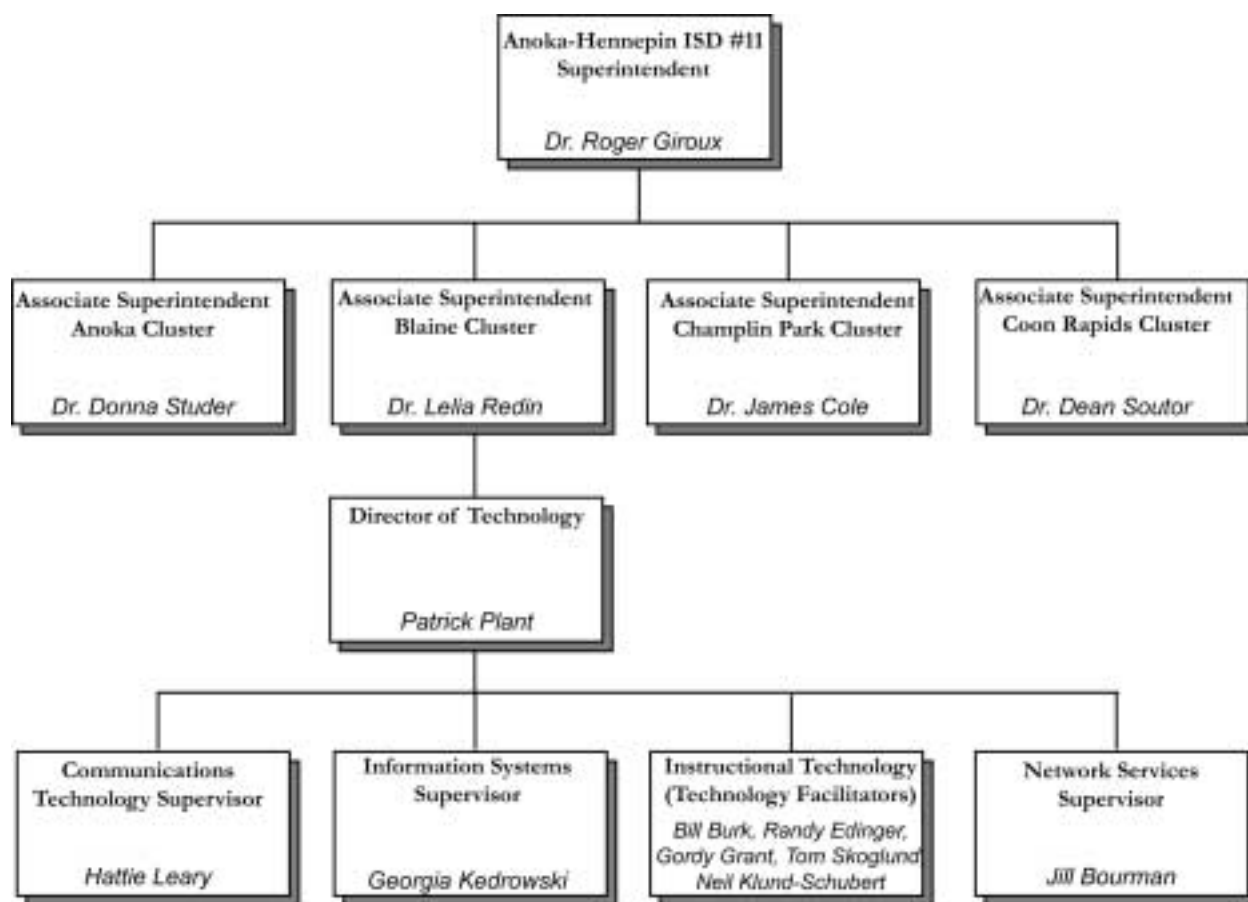 Anoka-Hennepin ISD #11
Superintendent
Dr. Roger Giroux
Associate Superintendent
Anoka Cluster
Dr. Donna Studer
Associate Superintendent
Blaine Cluster
Dr. Lelia Redin
Associate Superintendent
Champlin Park Cluster
Dr. James Cole
Associate Superintendent
Coon Rapids Cluster
Dr. Dean Soutor
Director of Technology
Patrick Plant
Communications
Technology Supervisor
Hattie Leary
Information Systems
Supervisor
Georgia Kedrowski
Instructional Technology
(Technology Facilitators)
Bill Burk, Randy Edinger,
Gordy Grant, Tom Skoglund
Neil Klund-Schubert
Network Services
Supervisor
Jill Bourman